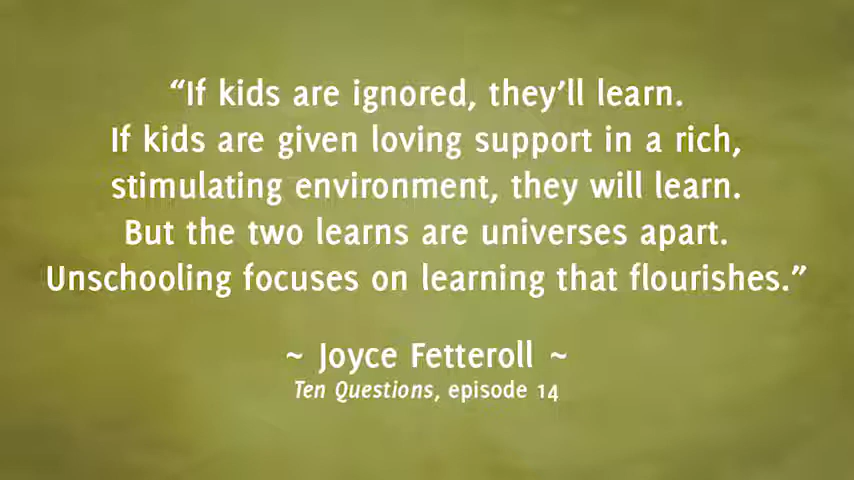 “If kids are ignored, they’ll learn.
If kids are given loving support in a rich,
stimulating environment, they will learn.
But the two learns are universes apart.
Unschooling focuses on learning that flourishes.”
~ Joyce Fetteroll ~
Ten Questions, episode 14